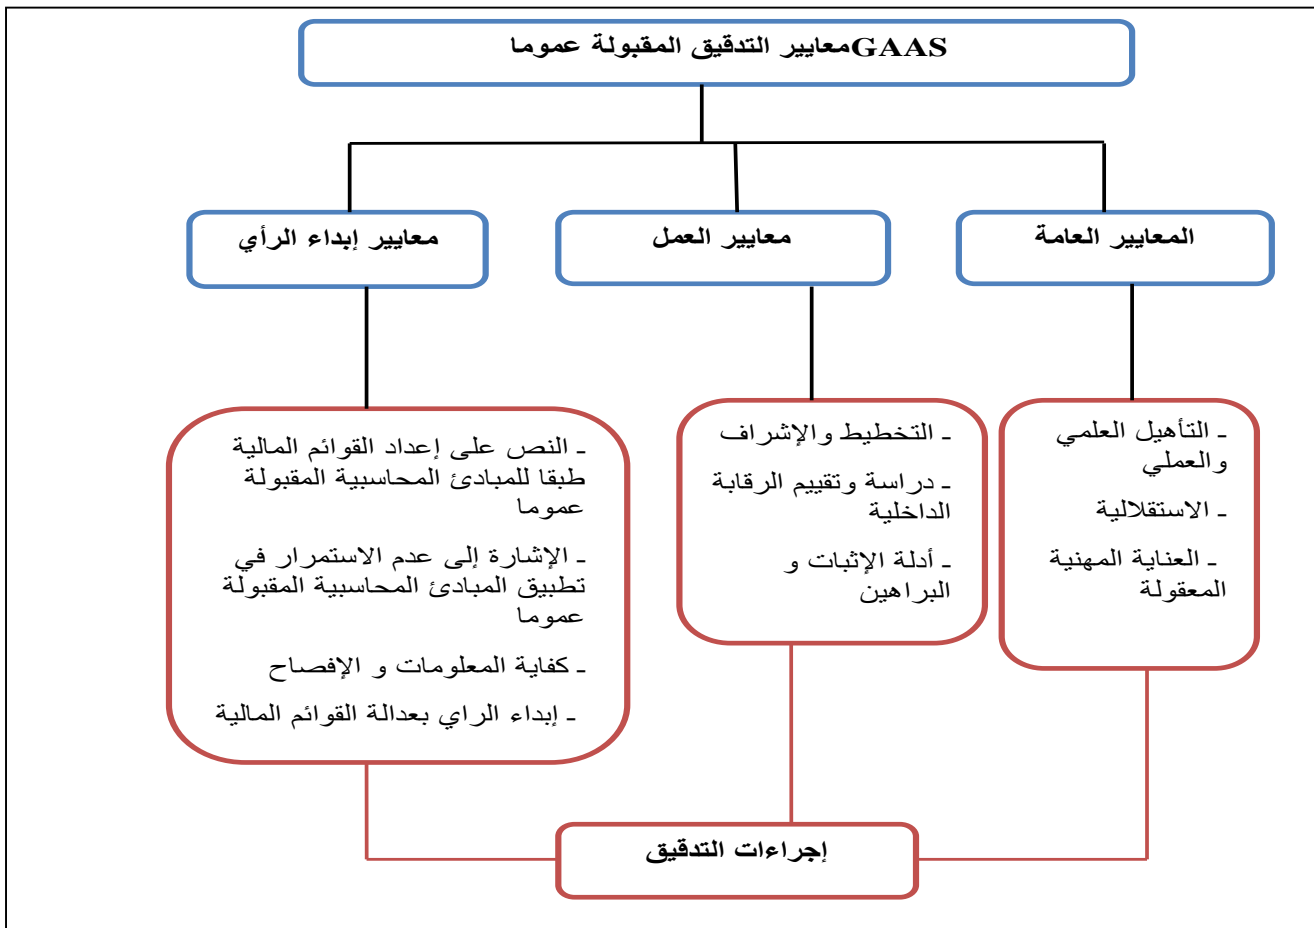 معايير التدقيق المقبولة عموما GAAS
المعايير العامة
معايير العمل
معايير إبداء الرأي
ـ التأهيل العلمي
والعملي
ـ الاستقلالية
ـ العناية المهنية
المعقولة
ـ التخطيط والإشراف
ـ دراسة وتقييم الرقابة
الداخلية
ـ أدلة الإثبات و
البراهين
ـ النص على إعداد القوائم المالية
طبقا للمبادئ المحاسبية المقبولة
عموما
ـ الإشارة إلى عدم الاستمرار في
تطبيق المبادئ المحاسبية المقبولة
عموما
ـ كفاية المعلومات و الإفصاح
ـ إبداء الراي بعدالة القوائم المالية
إجراءات التدقيق